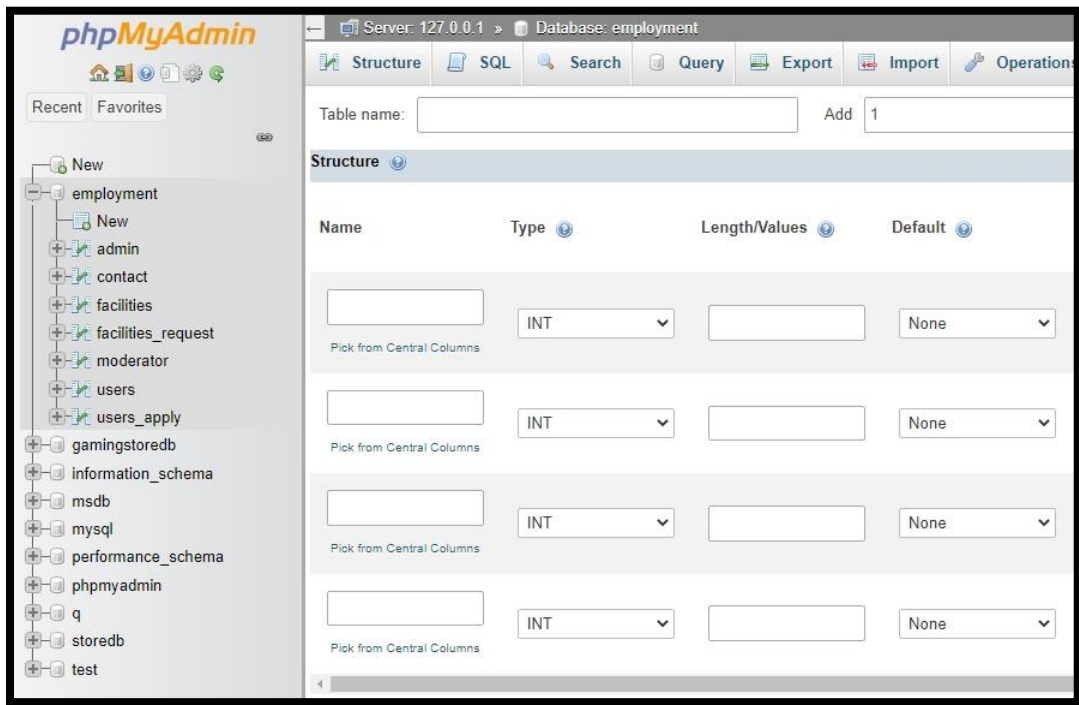 phpMyAdmin
Recent Favorites
New
employment
New
admin
contact
facilities
facilities_request
moderator
users
users_apply
gamingstoredb
information_schema
msdb
mysql
performance_schema
phpmyadmin
q
storedb
test
Server: 127.0.0.1 » Database: employment
Structure SQL Search Query Export Import Operations
Table name: Add 1
Structure
Name Type Length/Values Default
INT None
Pick from Central Columns
INT None
Pick from Central Columns
INT None
Pick from Central Columns
INT None
Pick from Central Columns